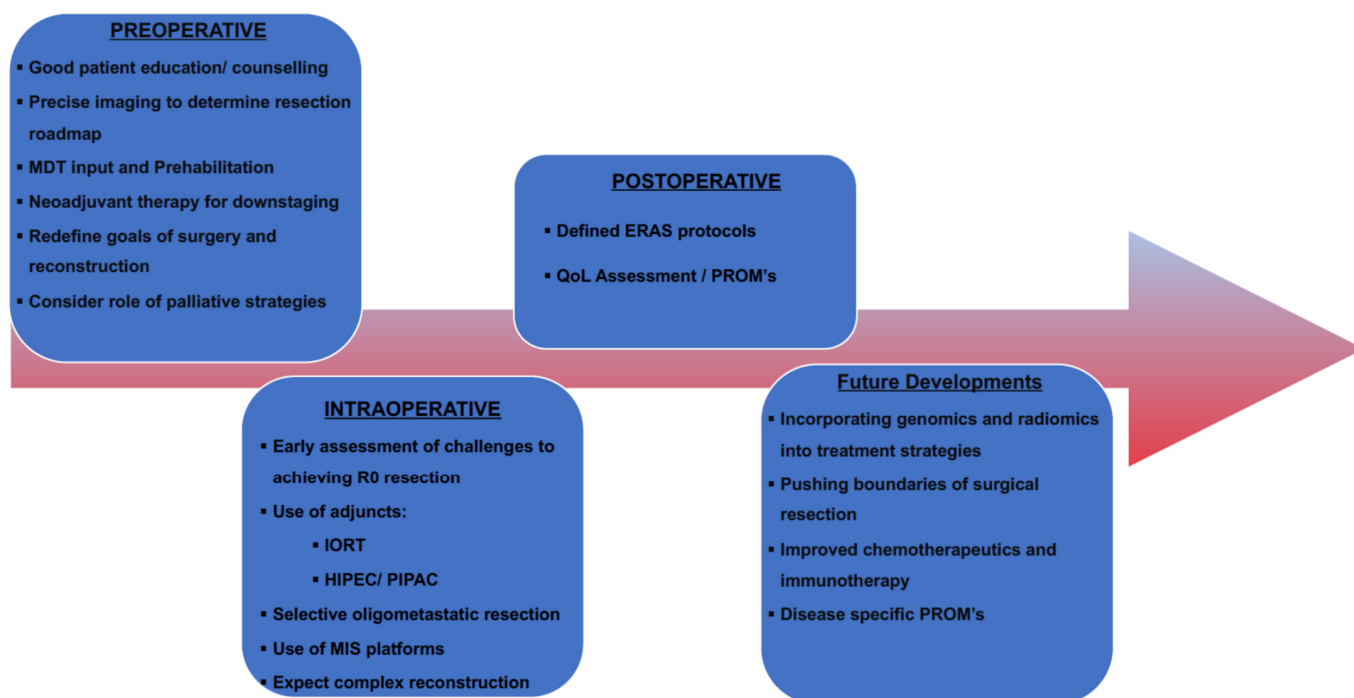 PREOPERATIVE
▪ Good patient education/ counselling
▪ Precise imaging to determine resection
roadmap
▪ MDT input and Prehabilitation
▪ Neoadjuvant therapy for downstaging
▪ Redefine goals of surgery and
reconstruction
▪ Consider role of palliative strategies
INTRAOPERATIVE
▪ Early assessment of challenges to
achieving R0 resection
▪ Use of adjuncts:
▪ IORT
▪ HIPEC/ PIPAC
▪ Selective oligometastatic resection
▪ Use of MIS platforms
▪ Expect complex reconstruction
POSTOPERATIVE
▪ Defined ERAS protocols
▪ QoL Assessment / PROM's
Future Developments
▪ Incorporating genomics and radiomics
into treatment strategies
▪ Pushing boundaries of surgical
resection
▪ Improved chemotherapeutics and
immunotherapy
▪ Disease specific PROM's